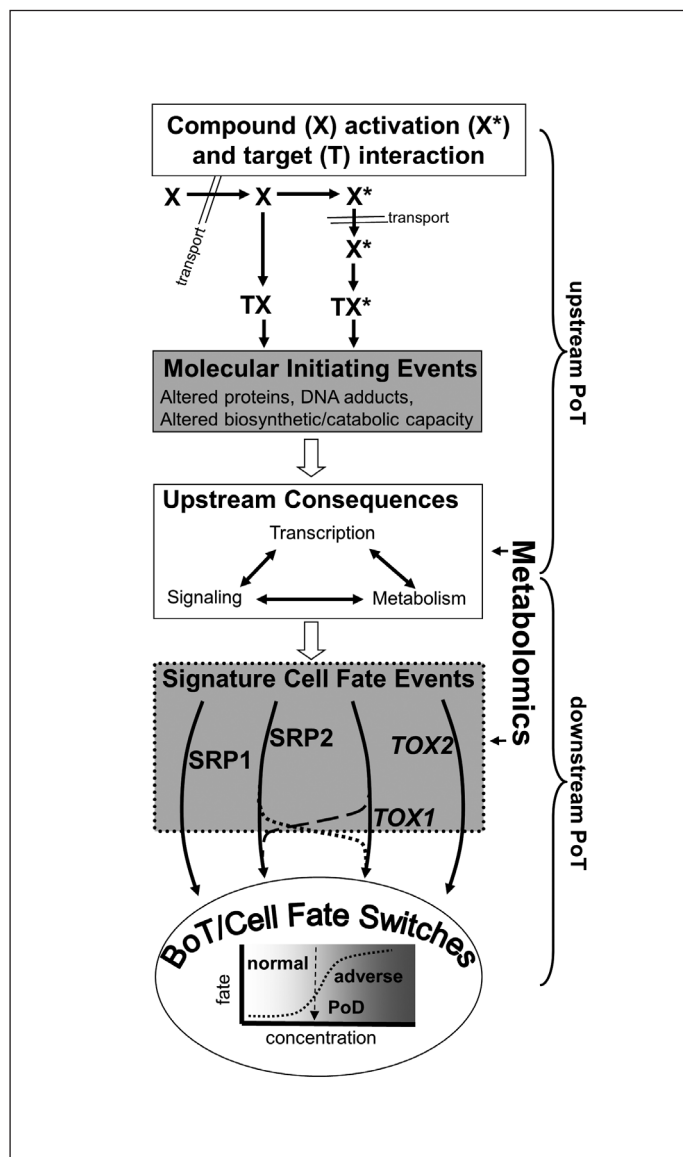 Compound (X) activation (X*)
and target (T) interaction
X X X*
transport
transport
X*
TX TX*
Molecular Initiating Events
Altered proteins, DNA adducts,
Altered biosynthetic/catabolic capacity
upstream PoT
Upstream Consequences
Transcription
Signaling Metabolism
Metabolomics
Signature Cell Fate Events
SRP1
SRP2
TOX2
TOX1
downstream PoT
BoT/Cell Fate Switches
normal
adverse
PoD
fate
concentration